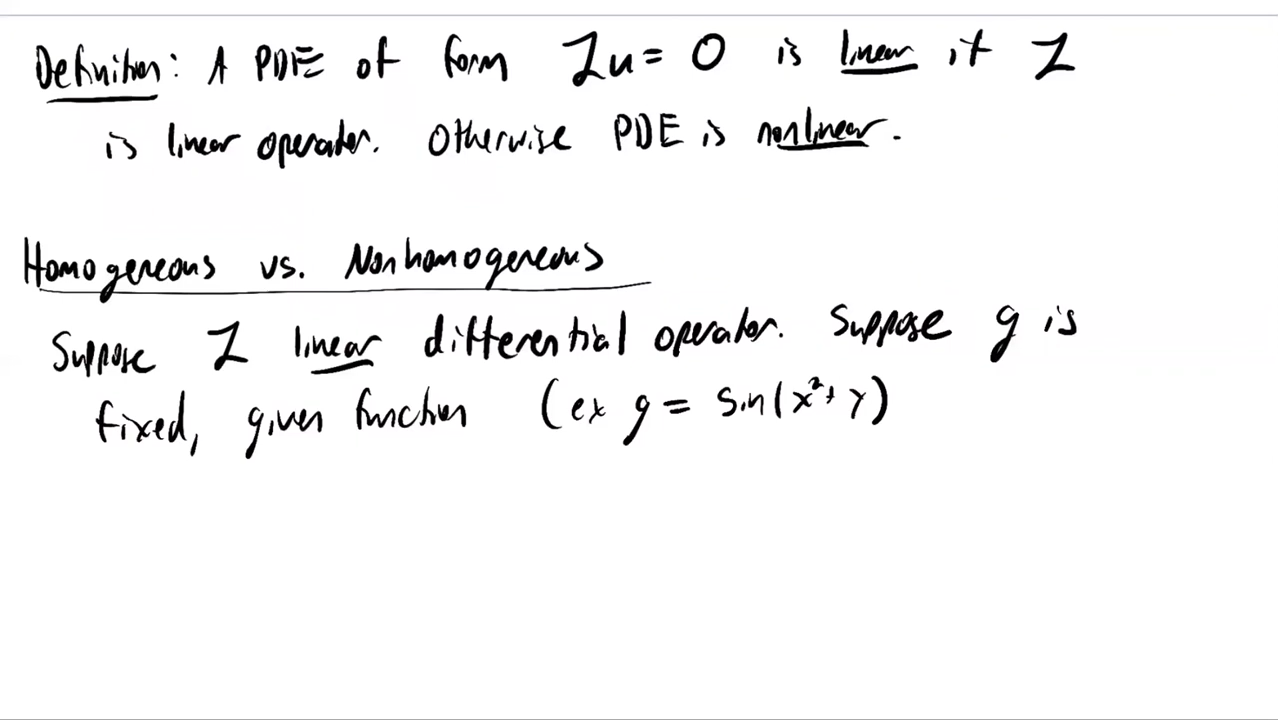 Definition: A PDE of form ℒu = 0 is linear if ℒ
is linear operator. Otherwise PDE is nonlinear.
Homogeneous vs. Nonhomogeneous
Suppose ℒ linear differential operator. Suppose g is
fixed, given function (ex g = sin(x²+y)